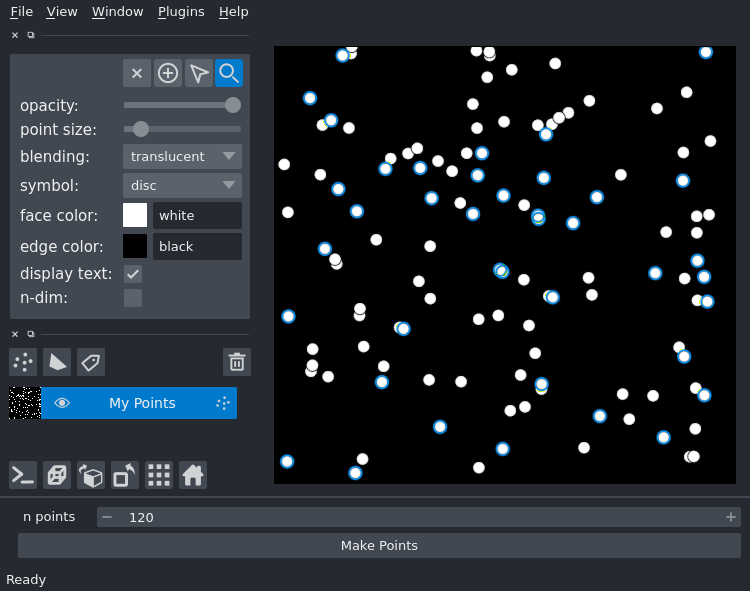 File View Window Plugins Help
opacity:
point size:
blending: translucent
symbol: disc
face color: white
edge color: black
display text:
n-dim:
My Points
n points 120
Make Points
Ready